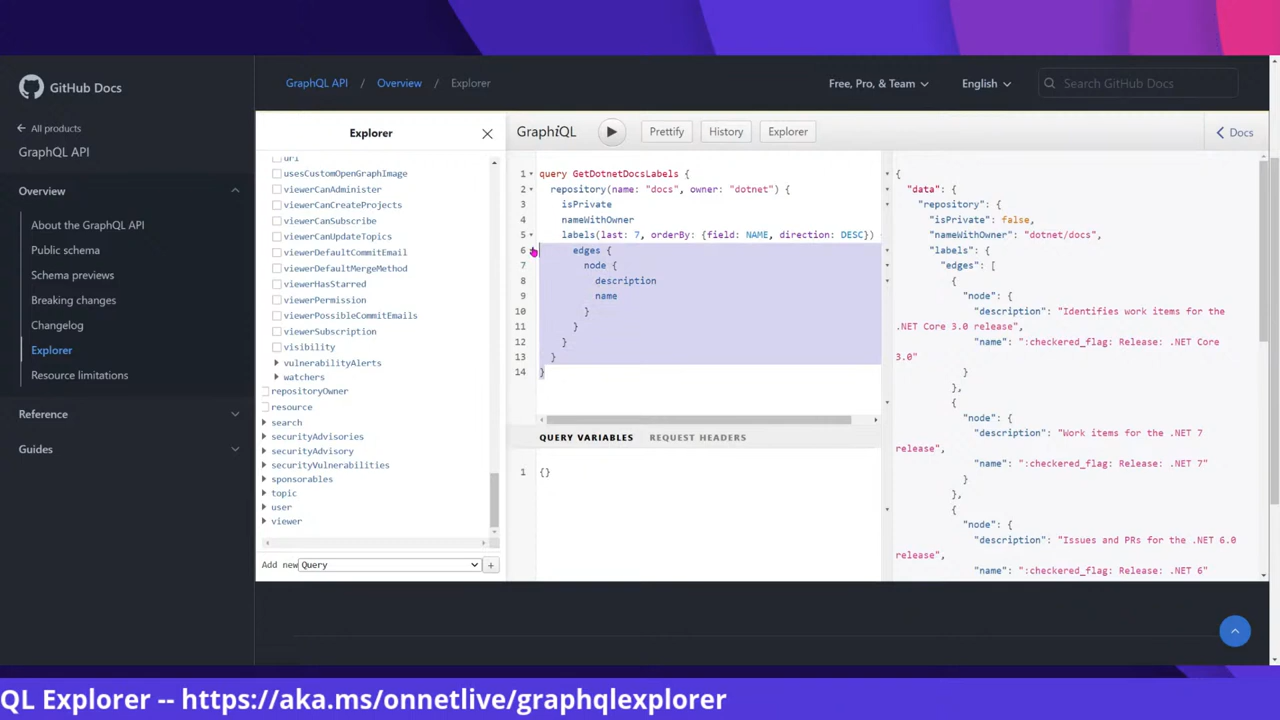 GitHub Docs
All products
GraphQL API
Overview
About the GraphQL API
Public schema
Schema previews
Breaking changes
Changelog
Explorer
Resource limitations
Reference
Guides
GraphQL API / Overview / Explorer
Free, Pro, & Team
English
Search GitHub Docs
Explorer
uri
usesCustomOpenGraphImage
viewerCanAdminister
viewerCanCreateProjects
viewerCanSubscribe
viewerCanUpdateTopics
viewerDefaultCommitEmail
viewerDefaultMergeMethod
viewerHasStarred
viewerPermission
viewerPossibleCommitEmails
viewerSubscription
visibility
vulnerabilityAlerts
watchers
repositoryOwner
resource
search
securityAdvisories
securityAdvisory
securityVulnerabilities
sponsorables
topic
user
viewer
Add new Query +
GraphiQL
Prettify
History
Explorer
Docs
1 query GetDotnetDocsLabels {
2 repository(name: "docs", owner: "dotnet") {
3 isPrivate
4 nameWithOwner
5 labels(last: 7, orderBy: {field: NAME, direction: DESC})
6 edges {
7 node {
8 description
9 name
10 }
11 }
12 }
13 }
14 }
QUERY VARIABLES REQUEST HEADERS
1 {}
{
"data": {
"repository": {
"isPrivate": false,
"nameWithOwner": "dotnet/docs",
"labels": {
"edges": [
{
"node": {
"description": "Identifies work items for the
.NET Core 3.0 release",
"name": ":checkered_flag: Release: .NET Core
3.0"
}
},
{
"node": {
"description": "Work items for the .NET 7
release",
"name": ":checkered_flag: Release: .NET 7"
}
},
{
"node": {
"description": "Issues and PRs for the .NET 6.0
release",
"name": ":checkered_flag: Release: .NET 6"
QL Explorer -- https://aka.ms/onnetlive/graphqlexplorer